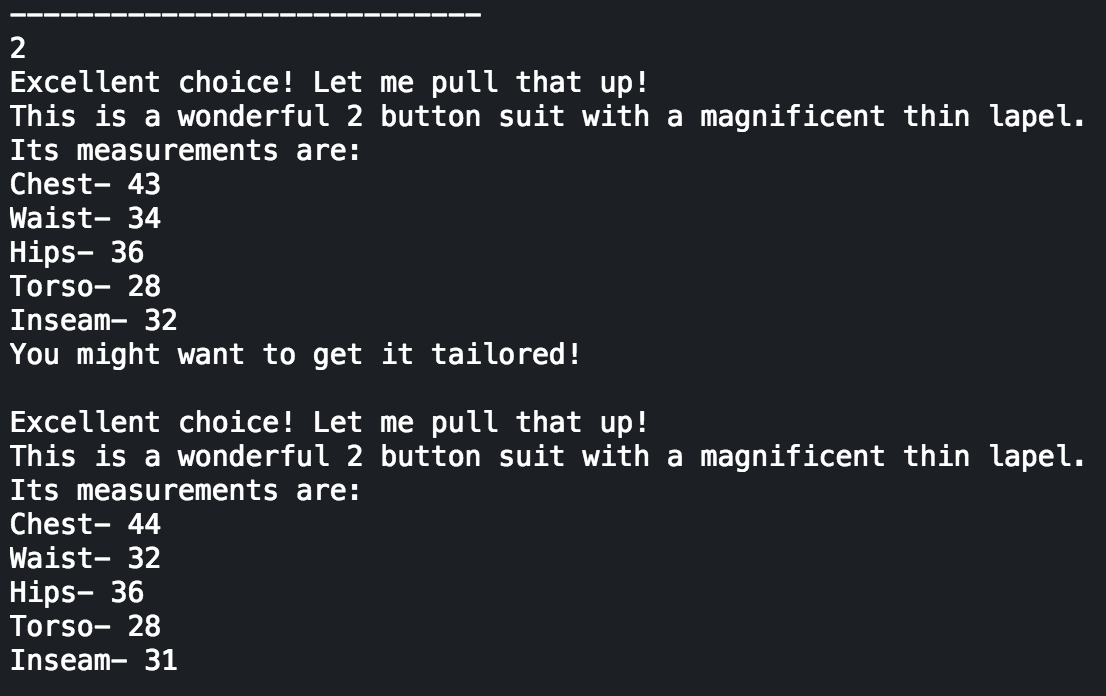 ----------------------------
2
Excellent choice! Let me pull that up!
This is a wonderful 2 button suit with a magnificent thin lapel.
Its measurements are:
Chest- 43
Waist- 34
Hips- 36
Torso- 28
Inseam- 32
You might want to get it tailored!

Excellent choice! Let me pull that up!
This is a wonderful 2 button suit with a magnificent thin lapel.
Its measurements are:
Chest- 44
Waist- 32
Hips- 36
Torso- 28
Inseam- 31